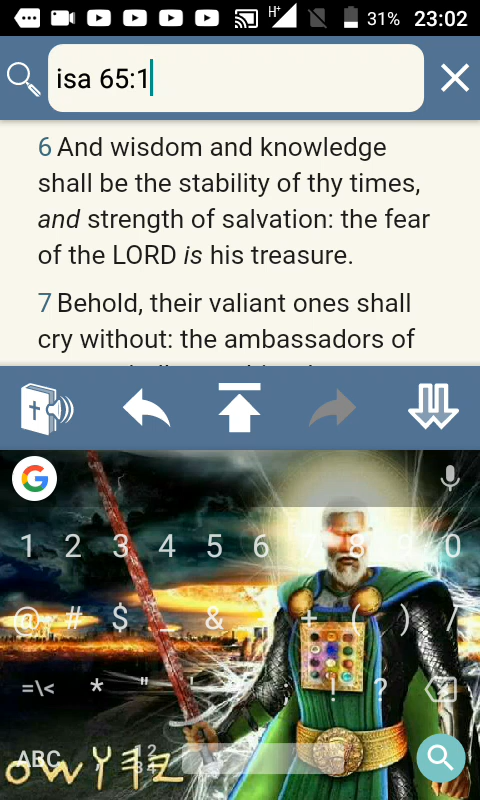 H+ 31% 23:02
isa 65:1
6 And wisdom and knowledge
shall be the stability of thy times,
and strength of salvation: the fear
of the LORD is his treasure.
7 Behold, their valiant ones shall
cry without: the ambassadors of
G
1 2 3 4 5 6 7 8 9 0
@ # $ _ & - + ( ) /
=\< * " ' : ; ! ?
ABC , 12 34